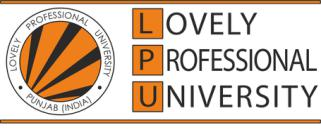 LOVELY PROFESSIONAL UNIVERSITY
• PUNJAB (INDIA) •
LOVELY
PROFESSIONAL
UNIVERSITY